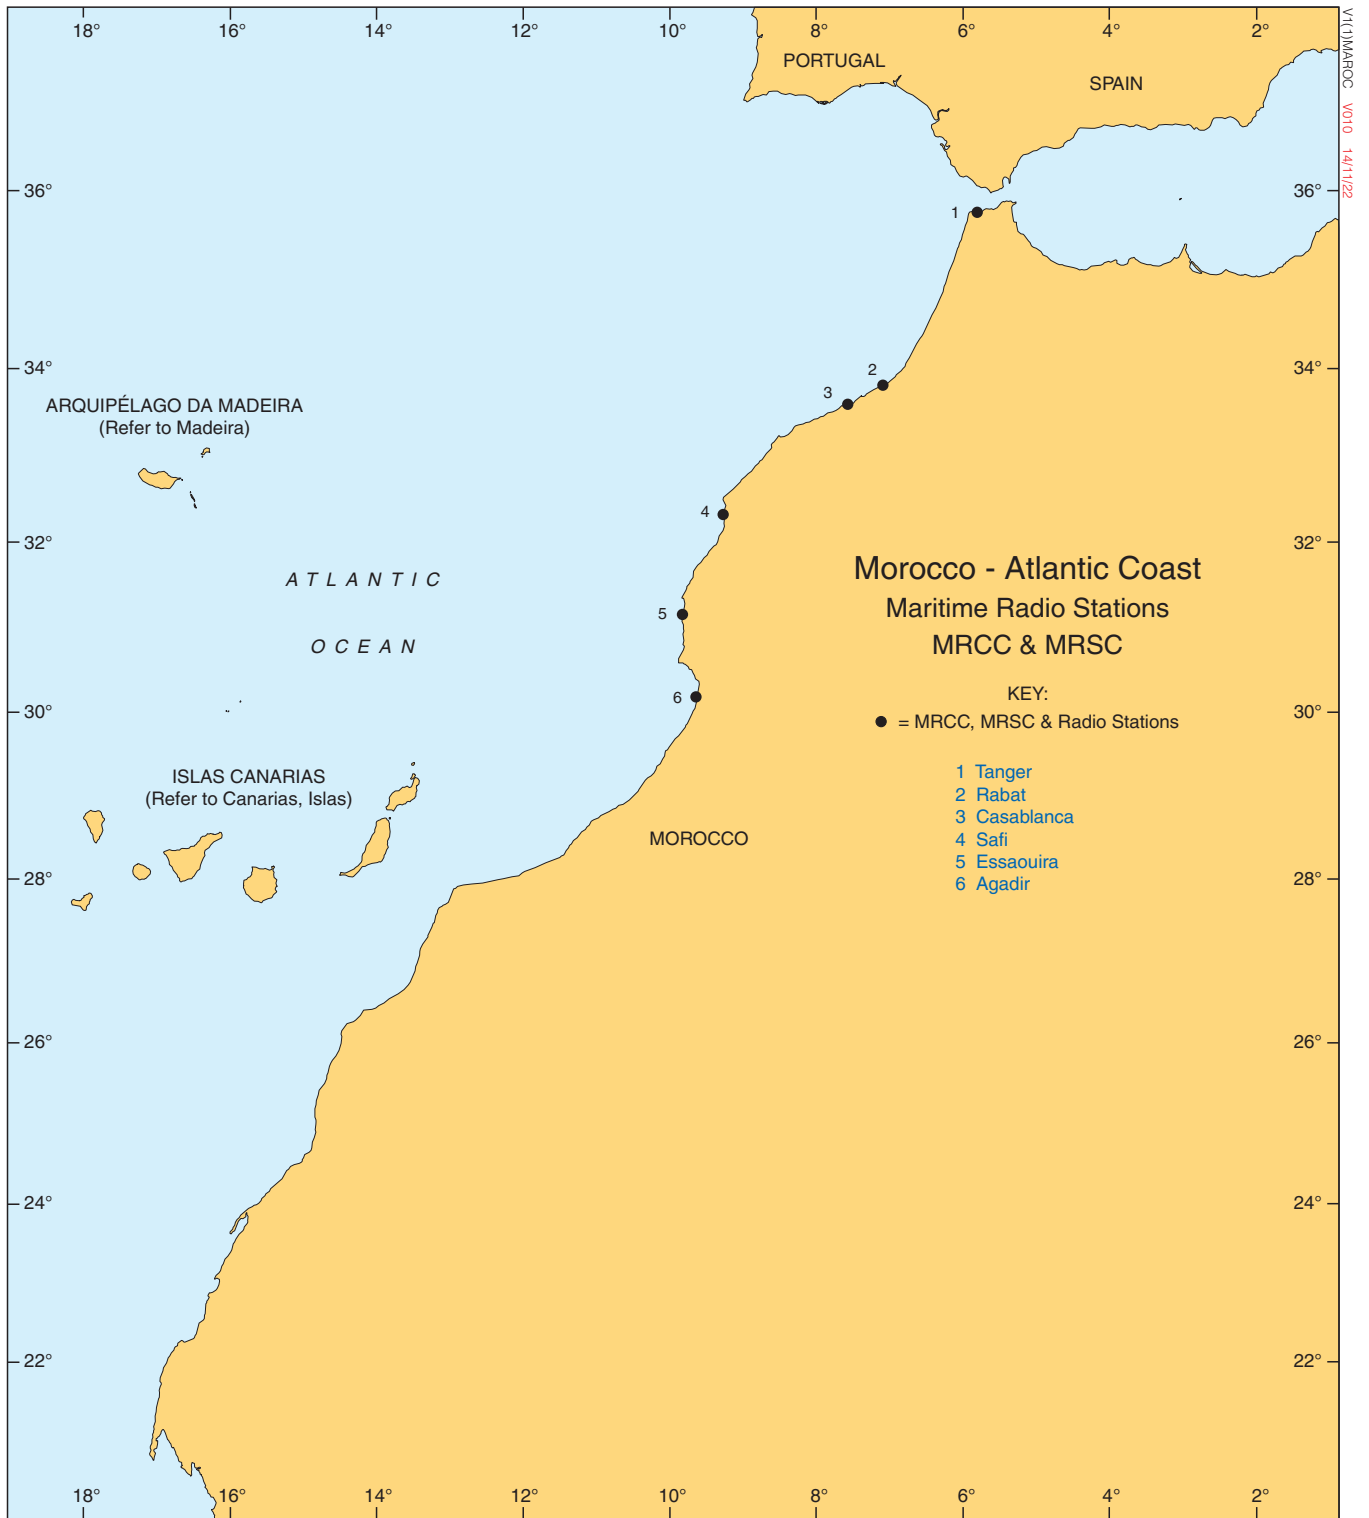 18° 16° 14° 12° 10° 8° 6° 4° 2°
V1(1)MAROC V010 14/11/22
PORTUGAL
SPAIN
36° 36°
1
34° 34°
2
3
ARQUIPÉLAGO DA MADEIRA
(Refer to Madeira)
4
32° 32°
ATLANTIC
OCEAN
5
6
Morocco - Atlantic Coast
Maritime Radio Stations
MRCC & MRSC
KEY:
= MRCC, MRSC & Radio Stations
30° 30°
1 Tanger
2 Rabat
3 Casablanca
4 Safi
5 Essaouira
6 Agadir
ISLAS CANARIAS
(Refer to Canarias, Islas)
MOROCCO
28° 28°
26° 26°
24° 24°
22° 22°
18° 16° 14° 12° 10° 8° 6° 4° 2°